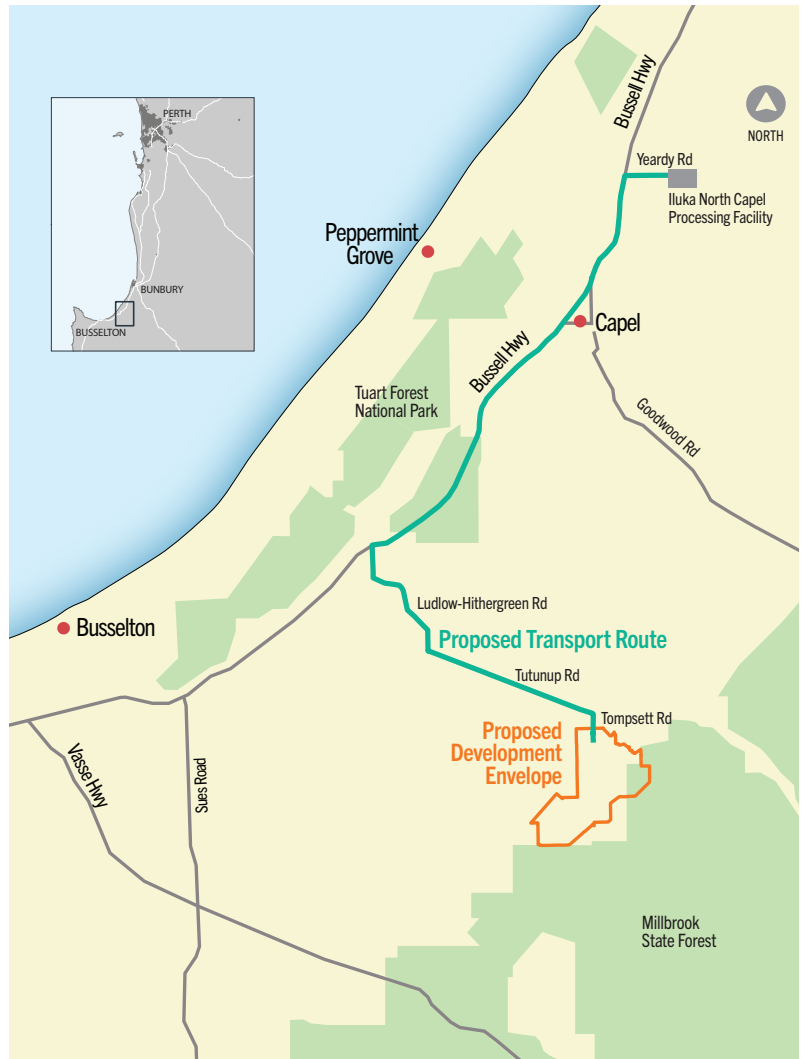 Bussell Hwy
PERTH
BUNBURY
BUSSELTON
NORTH
Yeardy Rd
Iluka North Capel
Processing Facility
Peppermint
Grove
Capel
Bussell Hwy
Tuart Forest
National Park
Goodwood Rd
Ludlow-Hithergreen Rd
Busselton
Proposed Transport Route
Tutunup Rd
Tompsett Rd
Proposed
Development
Envelope
Vasse Hwy
Sues Road
Millbrook
State Forest